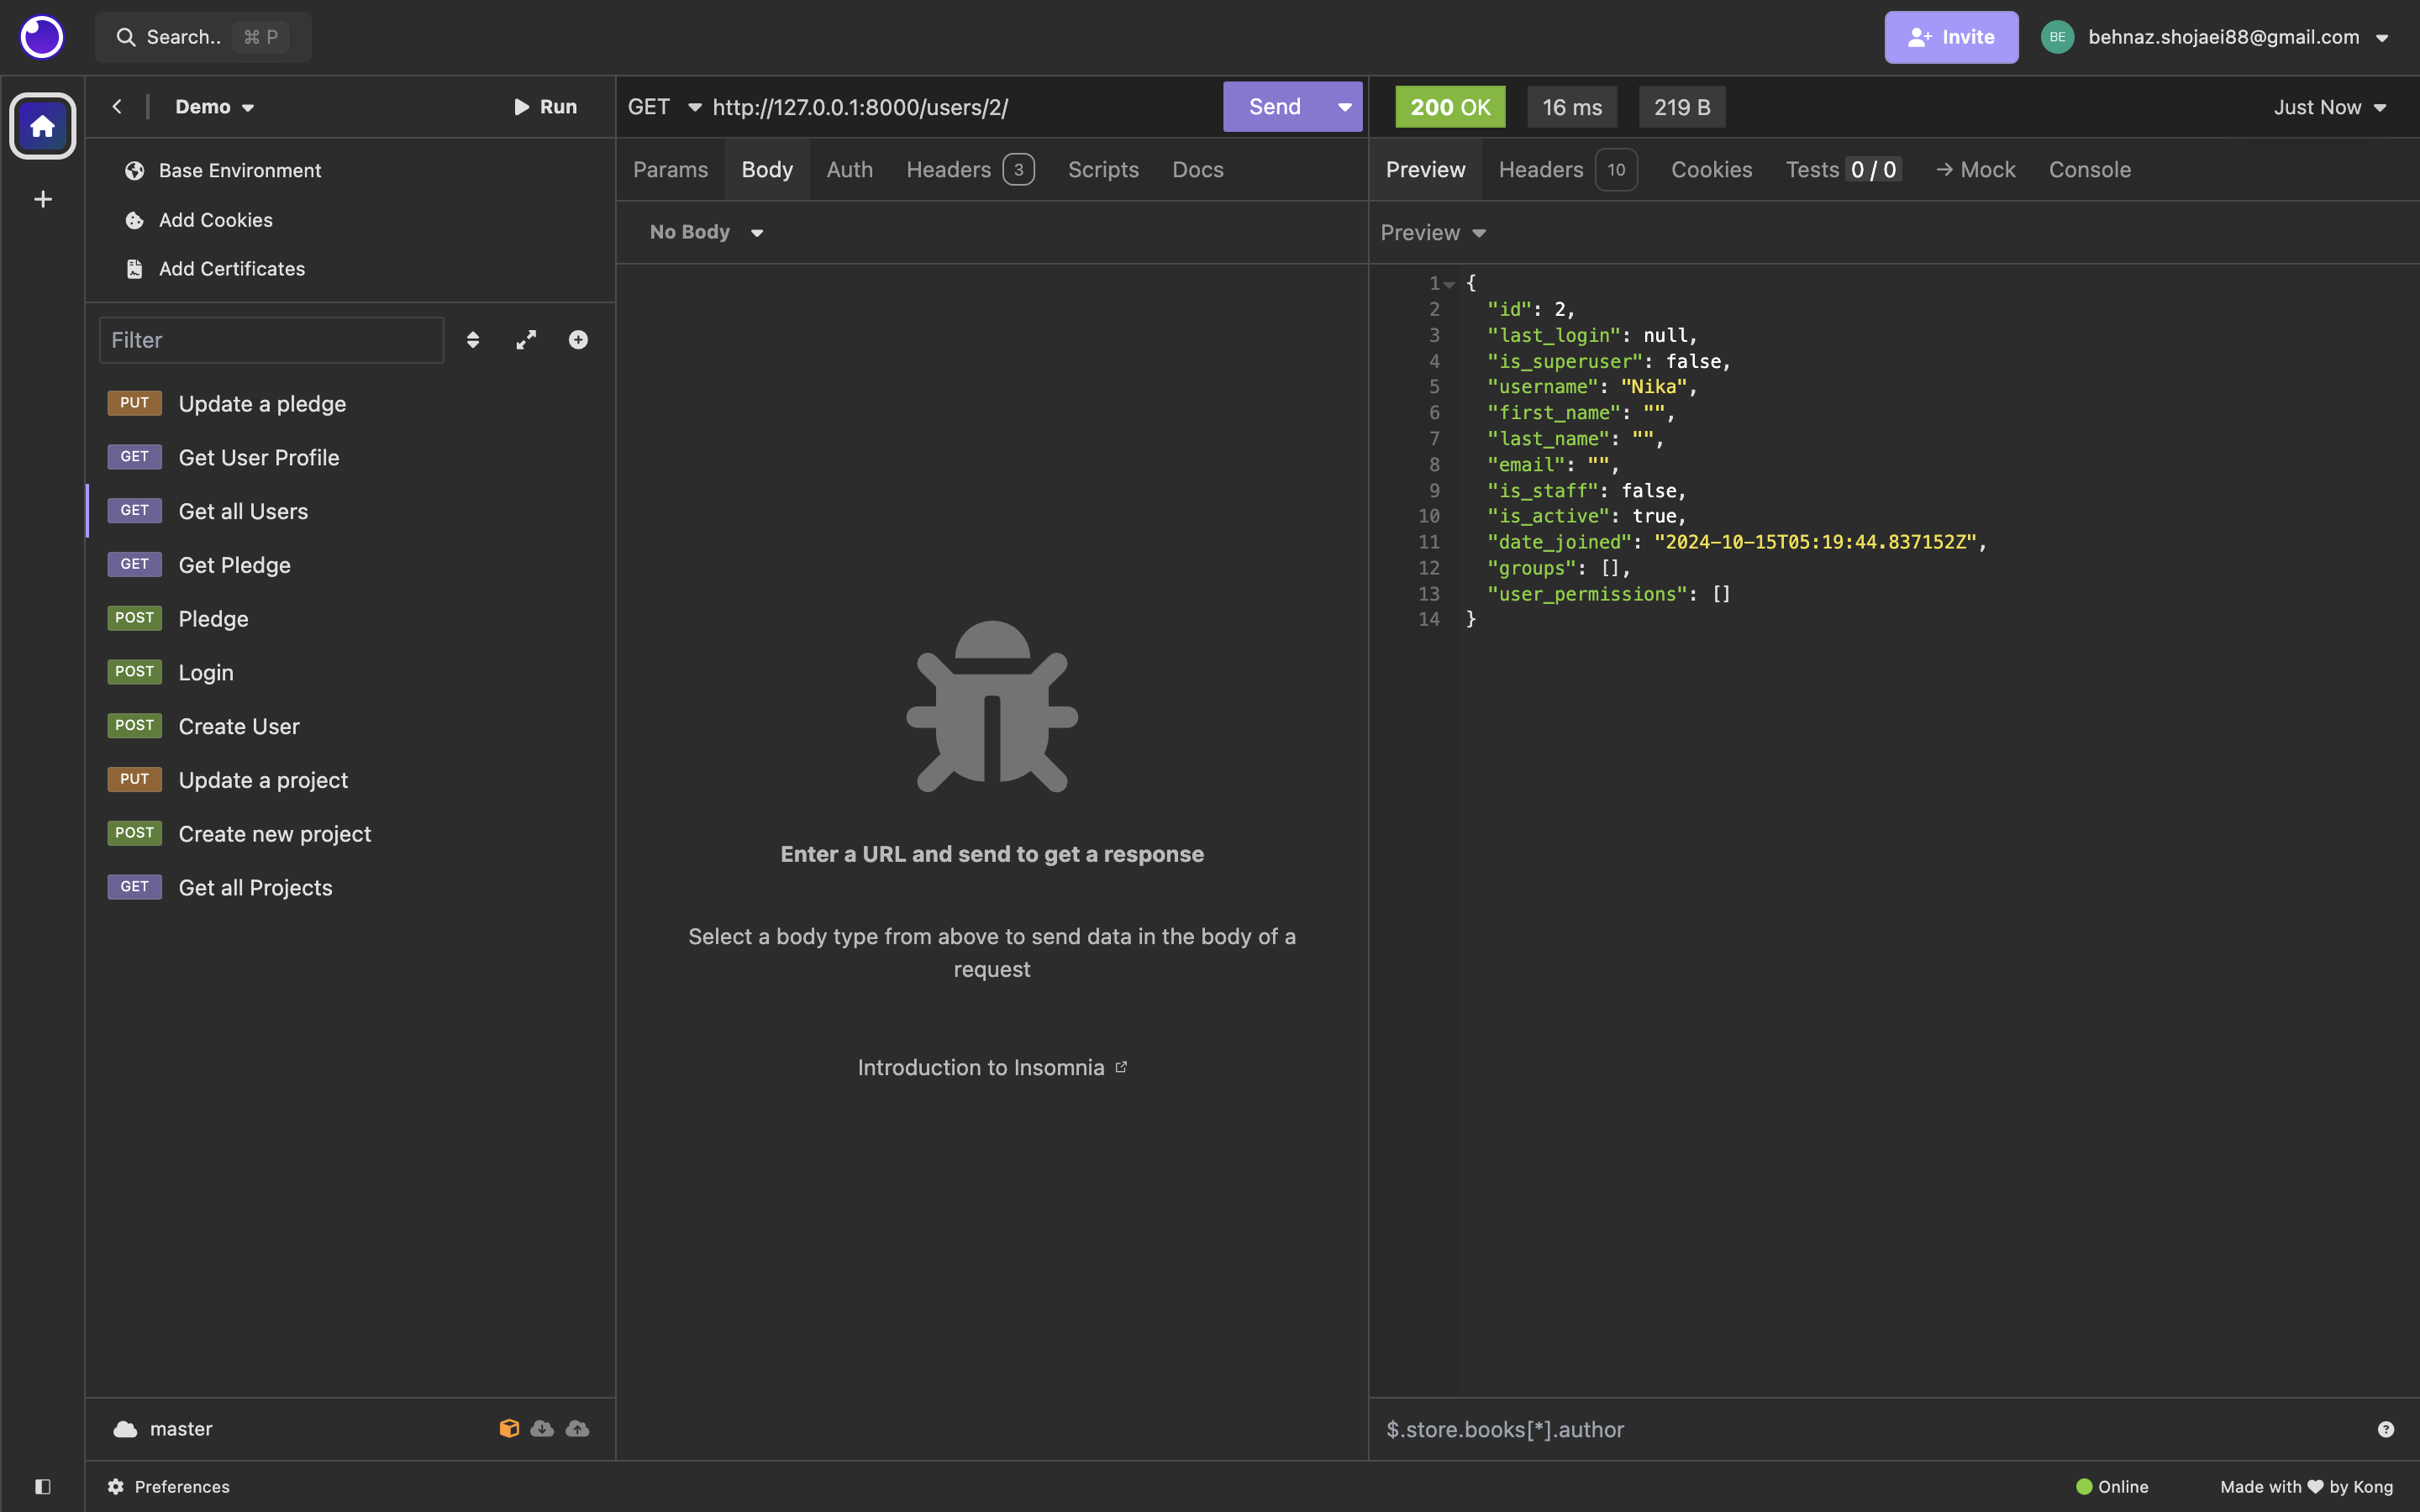 Search.. ⌘ P
Invite
BE behnaz.shojaei88@gmail.com
Demo
Run
Base Environment
Add Cookies
Add Certificates
Filter
PUT Update a pledge
GET Get User Profile
GET Get all Users
GET Get Pledge
POST Pledge
POST Login
POST Create User
PUT Update a project
POST Create new project
GET Get all Projects
master
GET http://127.0.0.1:8000/users/2/ Send
Params Body Auth Headers 3 Scripts Docs
No Body
Enter a URL and send to get a response
Select a body type from above to send data in the body of a
request
Introduction to Insomnia
200 OK 16 ms 219 B Just Now
Preview Headers 10 Cookies Tests 0 / 0 → Mock Console
Preview
1 {
2 "id": 2,
3 "last_login": null,
4 "is_superuser": false,
5 "username": "Nika",
6 "first_name": "",
7 "last_name": "",
8 "email": "",
9 "is_staff": false,
10 "is_active": true,
11 "date_joined": "2024-10-15T05:19:44.837152Z",
12 "groups": [],
13 "user_permissions": []
14 }
$.store.books[*].author
Preferences
Online
Made with ♥ by Kong